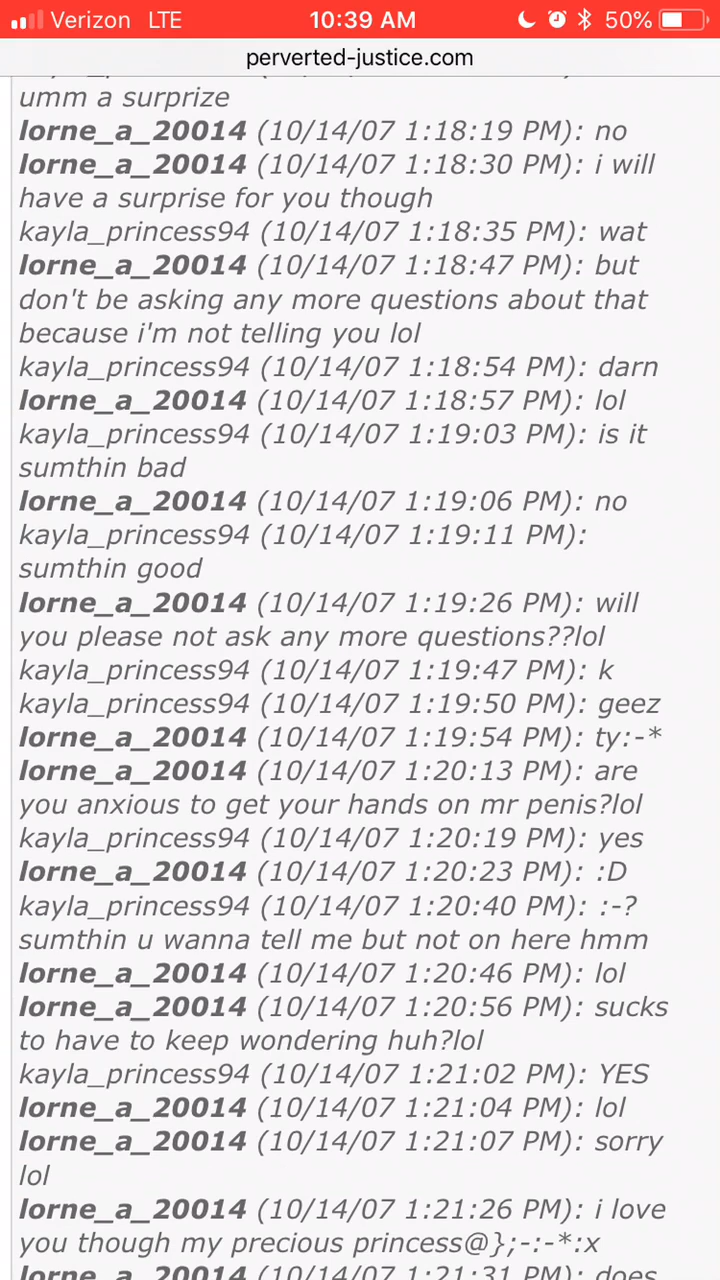 Verizon LTE 10:39 AM 50%
perverted-justice.com
umm a surprize
lorne_a_20014 (10/14/07 1:18:19 PM): no
lorne_a_20014 (10/14/07 1:18:30 PM): i will
have a surprise for you though
kayla_princess94 (10/14/07 1:18:35 PM): wat
lorne_a_20014 (10/14/07 1:18:47 PM): but
don't be asking any more questions about that
because i'm not telling you lol
kayla_princess94 (10/14/07 1:18:54 PM): darn
lorne_a_20014 (10/14/07 1:18:57 PM): lol
kayla_princess94 (10/14/07 1:19:03 PM): is it
sumthin bad
lorne_a_20014 (10/14/07 1:19:06 PM): no
kayla_princess94 (10/14/07 1:19:11 PM):
sumthin good
lorne_a_20014 (10/14/07 1:19:26 PM): will
you please not ask any more questions??lol
kayla_princess94 (10/14/07 1:19:47 PM): k
kayla_princess94 (10/14/07 1:19:50 PM): geez
lorne_a_20014 (10/14/07 1:19:54 PM): ty:-*
lorne_a_20014 (10/14/07 1:20:13 PM): are
you anxious to get your hands on mr penis?lol
kayla_princess94 (10/14/07 1:20:19 PM): yes
lorne_a_20014 (10/14/07 1:20:23 PM): :D
kayla_princess94 (10/14/07 1:20:40 PM): :-?
sumthin u wanna tell me but not on here hmm
lorne_a_20014 (10/14/07 1:20:46 PM): lol
lorne_a_20014 (10/14/07 1:20:56 PM): sucks
to have to keep wondering huh?lol
kayla_princess94 (10/14/07 1:21:02 PM): YES
lorne_a_20014 (10/14/07 1:21:04 PM): lol
lorne_a_20014 (10/14/07 1:21:07 PM): sorry
lol
lorne_a_20014 (10/14/07 1:21:26 PM): i love
you though my precious princess@};-:-*:x
lorne_a_20014 (10/14/07 1:21:31 PM): does